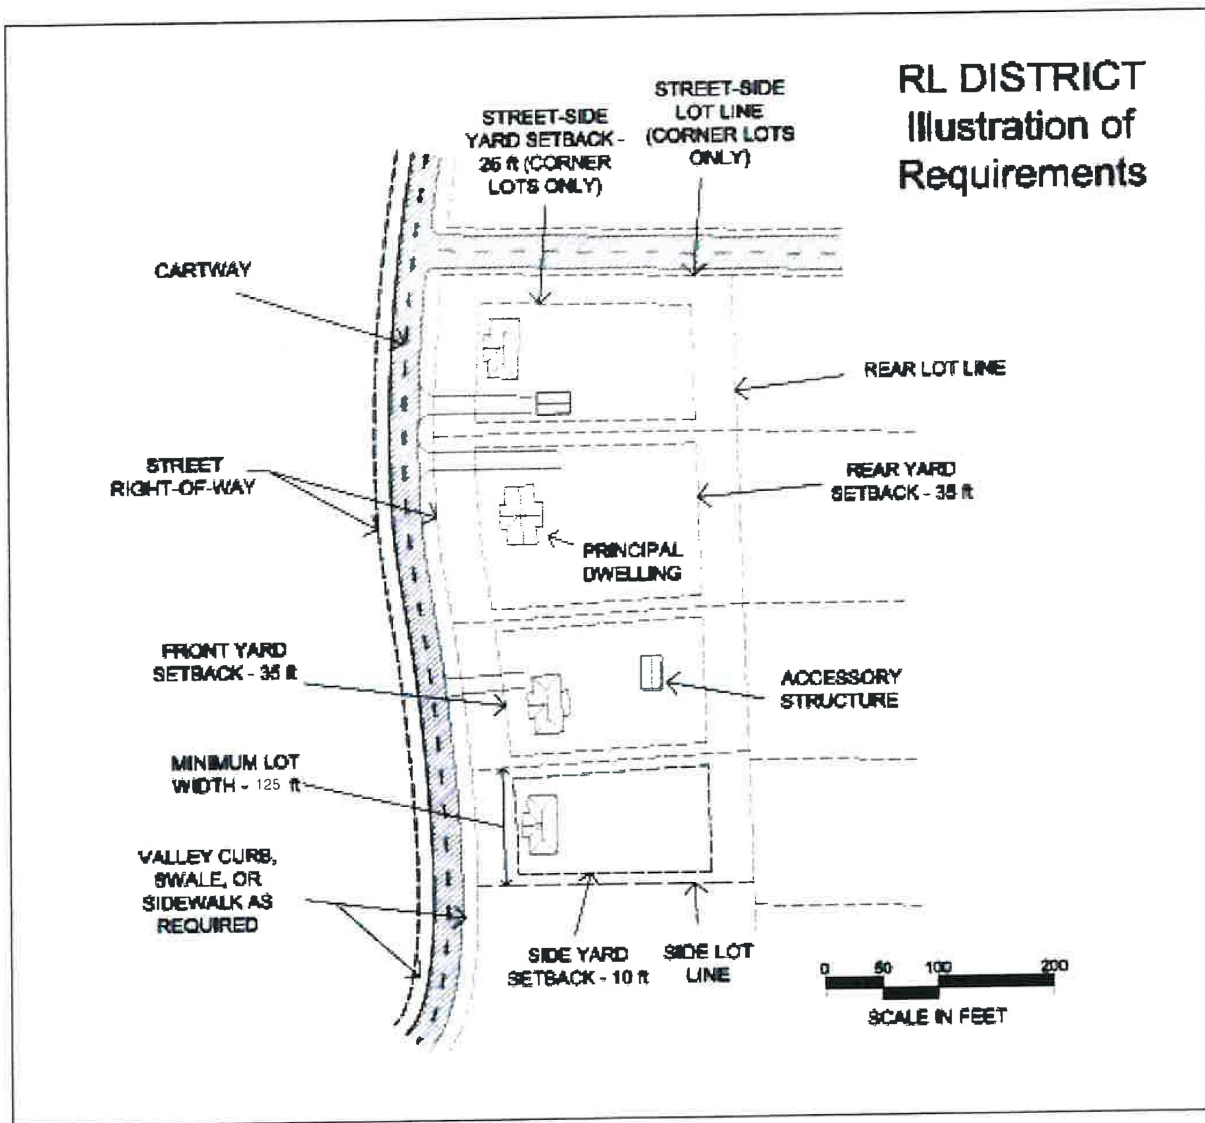 RL DISTRICT
Illustration of
Requirements
STREET-SIDE
YARD SETBACK -
25 ft (CORNER
LOTS ONLY)
STREET-SIDE
LOT LINE
(CORNER LOTS
ONLY)
CARTWAY
REAR LOT LINE
STREET
RIGHT-OF-WAY
REAR YARD
SETBACK - 35 ft
PRINCIPAL
DWELLING
FRONT YARD
SETBACK - 35 ft
ACCESSORY
STRUCTURE
MINIMUM LOT
WIDTH - 125 ft
VALLEY CURB,
SWALE, OR
SIDEWALK AS
REQUIRED
SIDE YARD
SETBACK - 10 ft
SIDE LOT
LINE
0 50 100 200
SCALE IN FEET